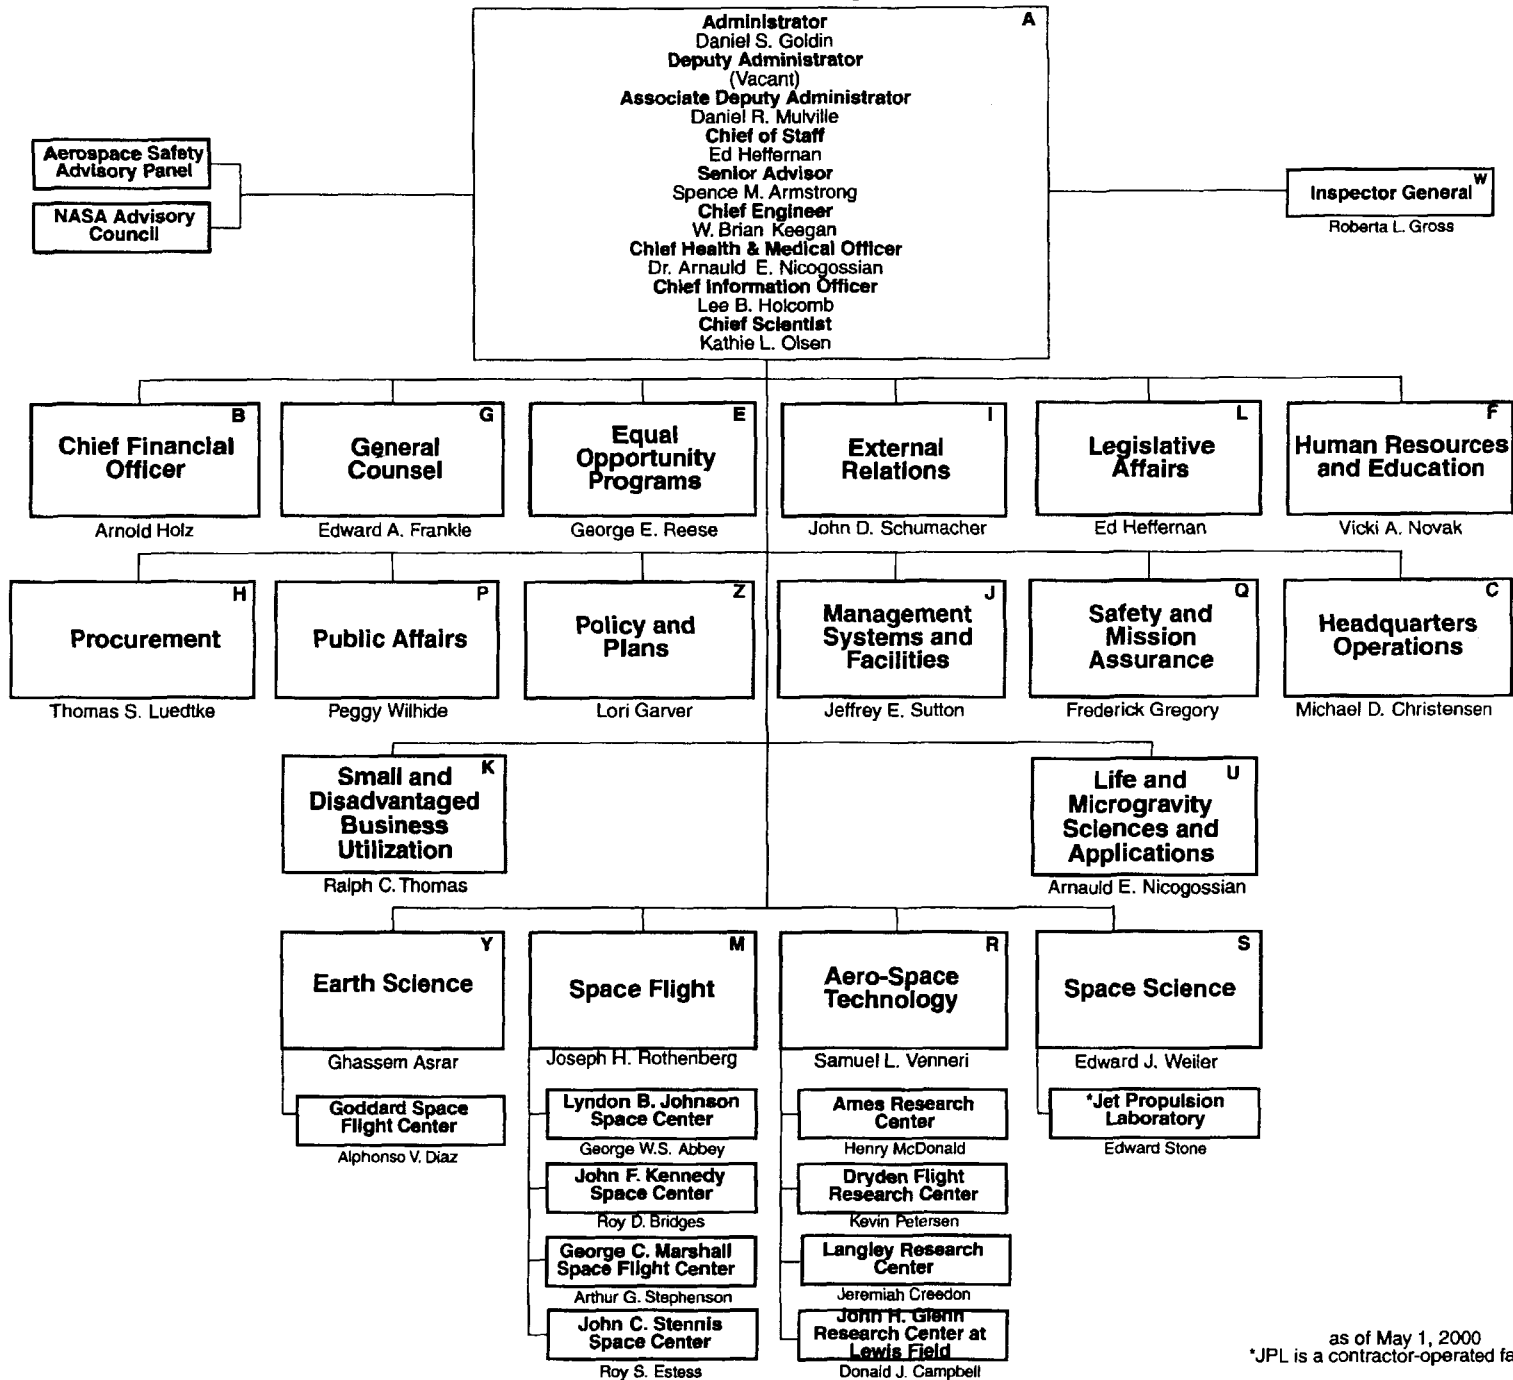 Administrator
A
Daniel S. Goldin
Deputy Administrator
(Vacant)
Associate Deputy Administrator
Daniel R. Mulville
Chief of Staff
Ed Heffernan
Senior Advisor
Spence M. Armstrong
Chief Engineer
W. Brian Keegan
Chief Health & Medical Officer
Dr. Arnauld E. Nicogossian
Chief Information Officer
Lee B. Holcomb
Chief Scientist
Kathie L. Olsen
Aerospace Safety
Advisory Panel
NASA Advisory
Council
W
Inspector General
Roberta L. Gross
B
Chief Financial
Officer
Arnold Holz
G
General
Counsel
Edward A. Frankle
E
Equal
Opportunity
Programs
George E. Reese
I
External
Relations
John D. Schumacher
L
Legislative
Affairs
Ed Heffernan
F
Human Resources
and Education
Vicki A. Novak
H
Procurement
Thomas S. Luedtke
P
Public Affairs
Peggy Wilhide
Z
Policy and
Plans
Lori Garver
J
Management
Systems and
Facilities
Jeffrey E. Sutton
Q
Safety and
Mission
Assurance
Frederick Gregory
C
Headquarters
Operations
Michael D. Christensen
K
Small and
Disadvantaged
Business
Utilization
Ralph C. Thomas
U
Life and
Microgravity
Sciences and
Applications
Arnauld E. Nicogossian
Y
Earth Science
Ghassem Asrar
Goddard Space
Flight Center
Alphonso V. Diaz
M
Space Flight
Joseph H. Rothenberg
Lyndon B. Johnson
Space Center
George W.S. Abbey
John F. Kennedy
Space Center
Roy D. Bridges
George C. Marshall
Space Flight Center
Arthur G. Stephenson
John C. Stennis
Space Center
Roy S. Estess
R
Aero-Space
Technology
Samuel L. Venneri
Ames Research
Center
Henry McDonald
Dryden Flight
Research Center
Kevin Petersen
Langley Research
Center
Jeremiah Creedon
John H. Glenn
Research Center at
Lewis Field
Donald J. Campbell
S
Space Science
Edward J. Weiler
*Jet Propulsion
Laboratory
Edward Stone
as of May 1, 2000
*JPL is a contractor-operated fa